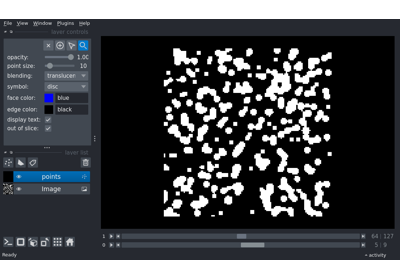 File View Window Plugins Help
layer controls
opacity: 1.00
point size: 10
blending: translucen
symbol: disc
face color: blue
edge color: black
display text:
out of slice:
layer list
points
Image
1 64 127
0 5 9
Ready activity